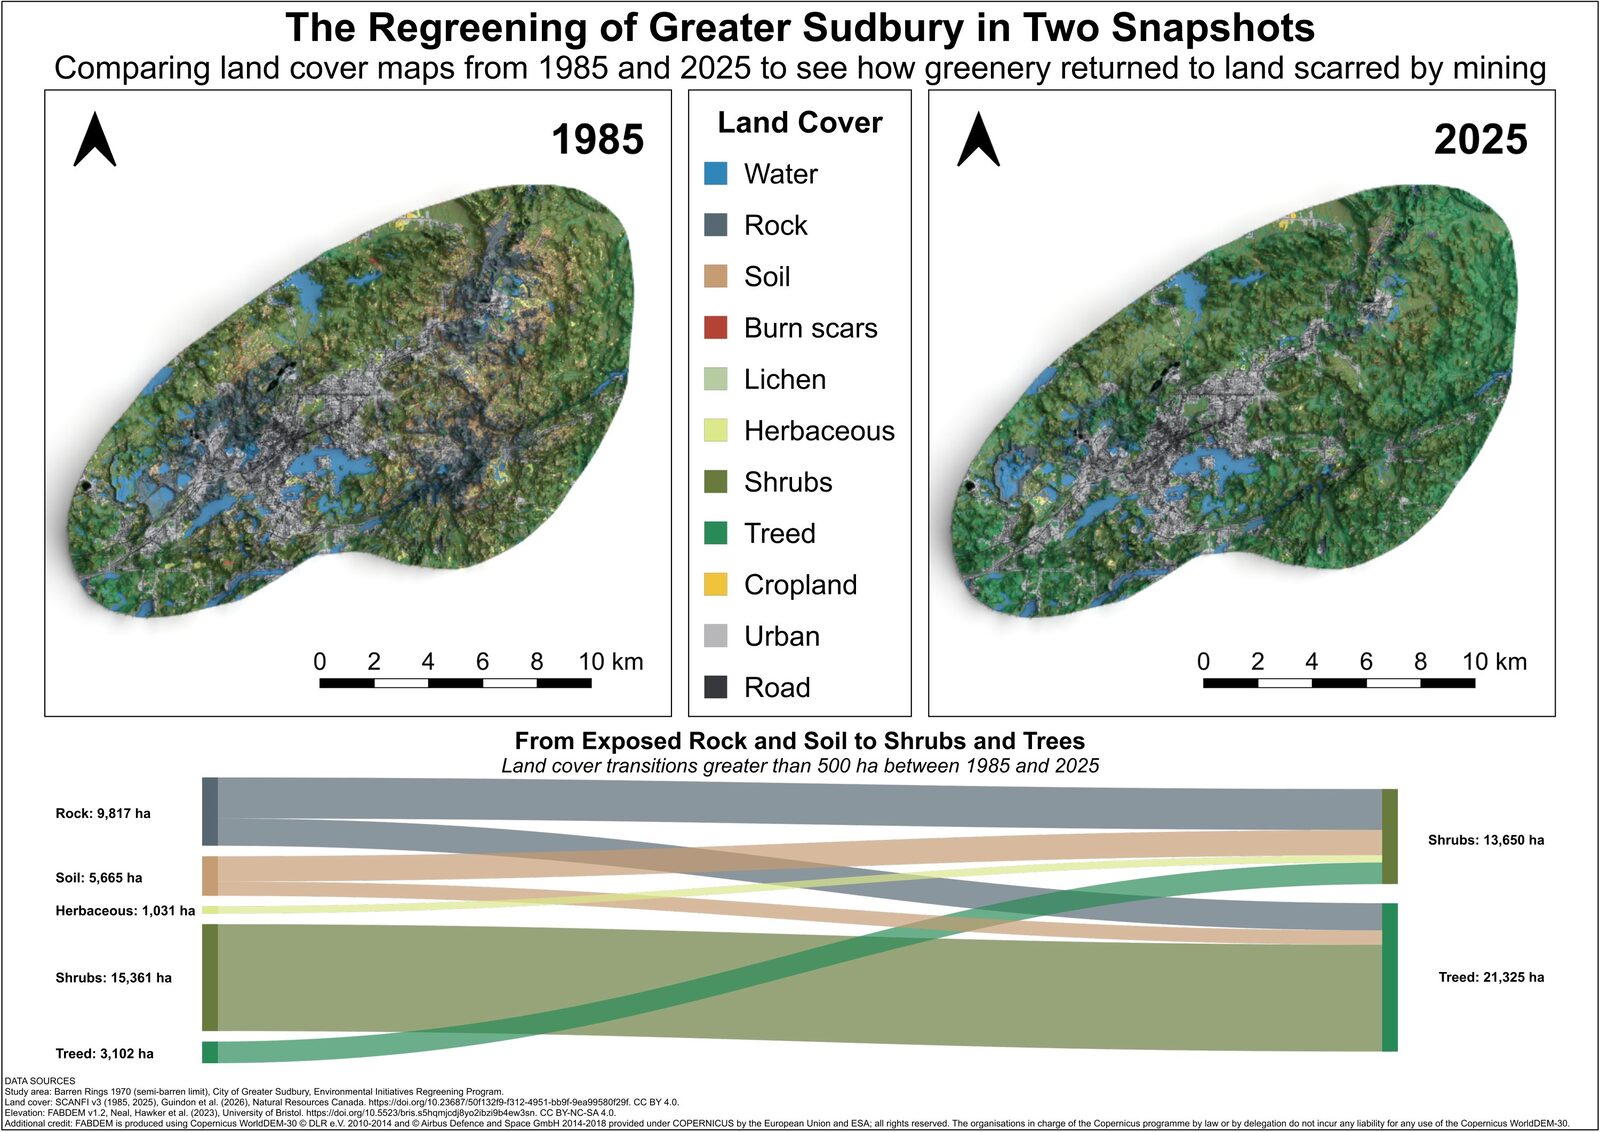 The Regreening of Greater Sudbury in Two Snapshots
Comparing land cover maps from 1985 and 2025 to see how greenery returned to land scarred by mining
1985
0 2 4 6 8 10 km
Land Cover
Water
Rock
Soil
Burn scars
Lichen
Herbaceous
Shrubs
Treed
Cropland
Urban
Road
2025
0 2 4 6 8 10 km
From Exposed Rock and Soil to Shrubs and Trees
Land cover transitions greater than 500 ha between 1985 and 2025
Rock: 9,817 ha
Soil: 5,665 ha
Herbaceous: 1,031 ha
Shrubs: 15,361 ha
Treed: 3,102 ha
Shrubs: 13,650 ha
Treed: 21,325 ha
DATA SOURCES
Study area: Barren Rings 1970 (semi-barren limit), City of Greater Sudbury, Environmental Initiatives Regreening Program.
Land cover: SCANFI v3 (1985, 2025), Guindon et al. (2026), Natural Resources Canada. https://doi.org/10.23687/50f132f9-f312-4951-bb9f-9ea99580f29f. CC BY 4.0.
Elevation: FABDEM v1.2, Neal, Hawker et al. (2023), University of Bristol. https://doi.org/10.5523/bris.s5hqmjcdj8yo2ibzi9b4ew3sn. CC BY-NC-SA 4.0.
Additional credit: FABDEM is produced using Copernicus WorldDEM-30 © DLR e.V. 2010-2014 and © Airbus Defence and Space GmbH 2014-2018 provided under COPERNICUS by the European Union and ESA; all rights reserved. The organisations in charge of the Copernicus programme by law or by delegation do not incur any liability for any use of the Copernicus WorldDEM-30.